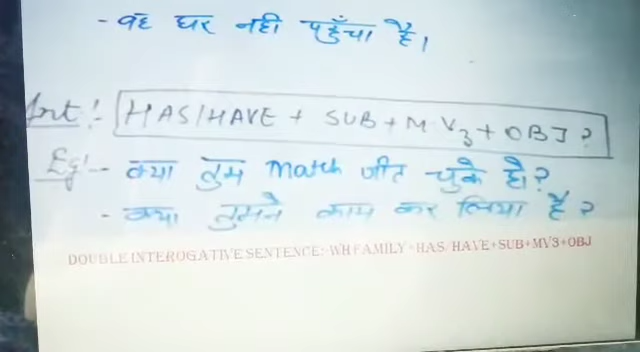 - वह घर नही पहुँचा है।
Int:- HAS/HAVE + SUB + M V3 + OBJ ?
Eg:- क्या तुम match जीत चुके हो?
- क्या तुमने काम कर लिया है ?
DOUBLE INTEROGATIVE SENTENCE:- WH FAMILY+HAS/HAVE+SUB+MV3+OBJ